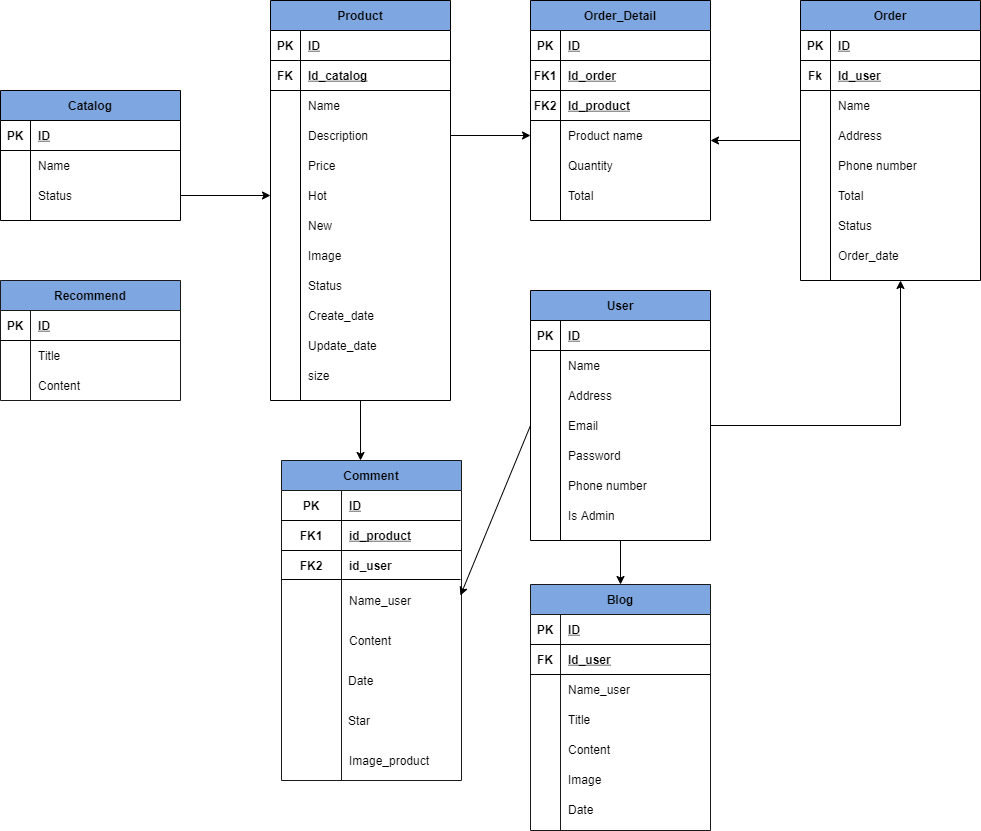 Product
PK ID
FK Id_catalog
Name
Description
Price
Hot
New
Image
Status
Create_date
Update_date
size
Order_Detail
PK ID
FK1 Id_order
FK2 Id_product
Product name
Quantity
Total
Order
PK ID
Fk Id_user
Name
Address
Phone number
Total
Status
Order_date
Catalog
PK ID
Name
Status
Recommend
PK ID
Title
Content
User
PK ID
Name
Address
Email
Password
Phone number
Is Admin
Comment
PK ID
FK1 id_product
FK2 id_user
Name_user
Content
Date
Star
Image_product
Blog
PK ID
FK Id_user
Name_user
Title
Content
Image
Date